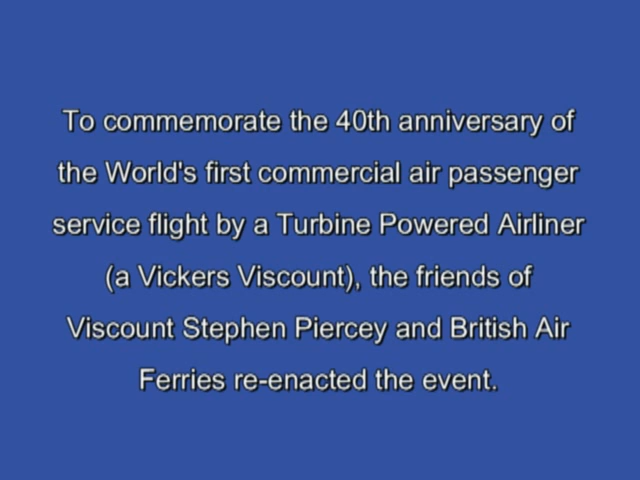 To commemorate the 40th anniversary of
the World's first commercial air passenger
service flight by a Turbine Powered Airliner
(a Vickers Viscount), the friends of
Viscount Stephen Piercey and British Air
Ferries re-enacted the event.